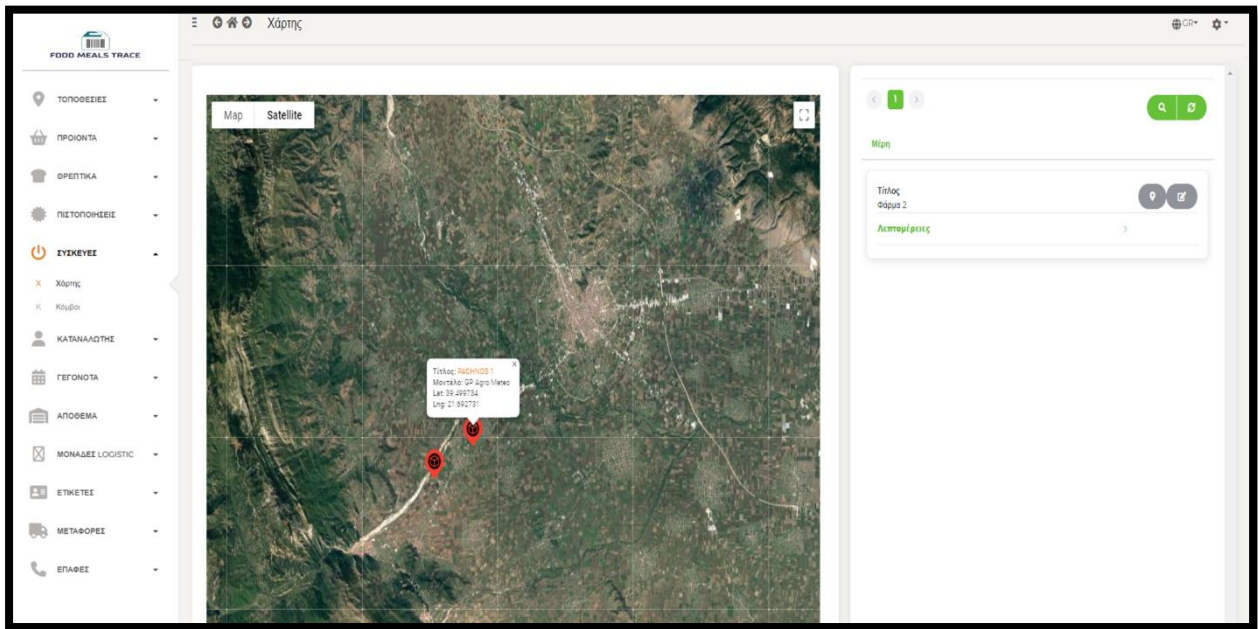 Χάρτης
GR
FOOD MEALS TRACE
ΤΟΠΟΘΕΣΙΕΣ
ΠΡΟΙΟΝΤΑ
ΘΡΕΠΤΙΚΑ
ΠΙΣΤΟΠΟΙΗΣΕΙΣ
ΣΥΣΚΕΥΕΣ
X Χάρτης
K Κόμβοι
ΚΑΤΑΝΑΛΩΤΗΣ
ΓΕΓΟΝΟΤΑ
ΑΠΟΘΕΜΑ
ΜΟΝΑΔΕΣ LOGISTIC
ΕΤΙΚΕΤΕΣ
ΜΕΤΑΦΟΡΕΣ
ΕΠΑΦΕΣ
Map Satellite
X
Τίτλος: PACHNOS 1
Μοντέλο: GP Agro Meteo
Lat: 39.499734
Lng: 21.692731
1
Μέρη
Τίτλος
Φάρμα 2
Λεπτομέρειες